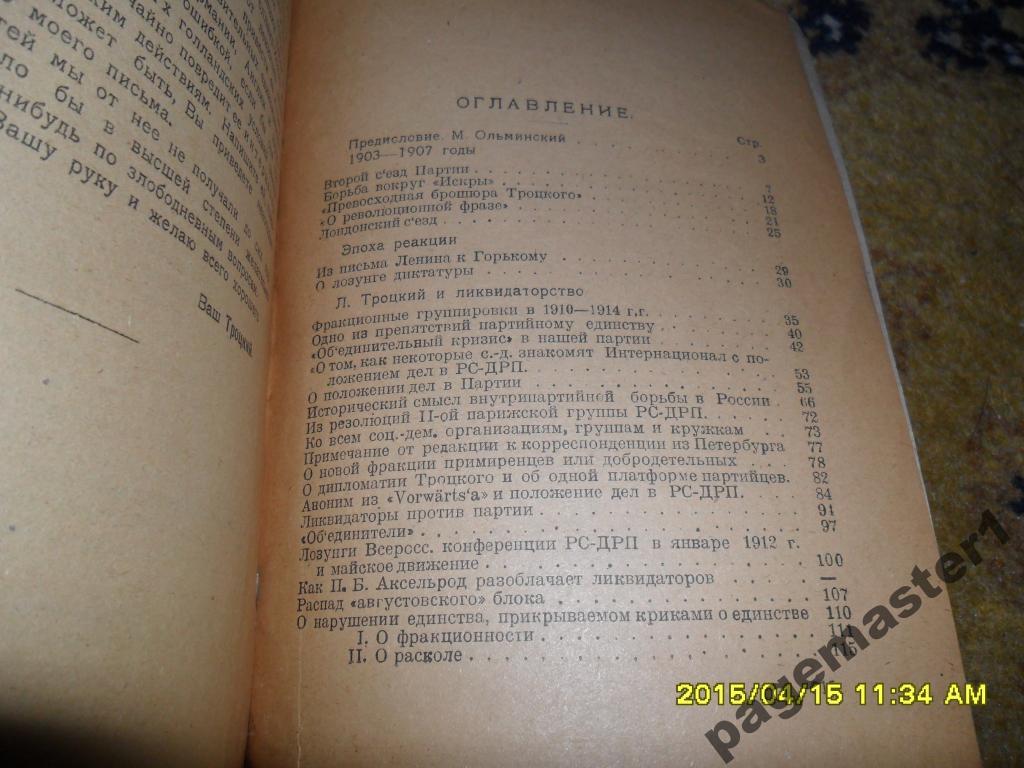 моего письма.
тей мы от нее не получали до сих
ло бы в высшей степени
нибудь по злободневным вопросам.
Вашу руку и желаю всего хорошего
Ваш Троцкий
ОГЛАВЛЕНИЕ.
Стр.
Предисловие. М. Ольминский . . . . . . . . 3
1903—1907 годы
Второй с'езд Партии . . . . . . . . 7
Борьба вокруг «Искры» . . . . . . . . 12
«Превосходная брошюра Троцкого» . . . . . . . . 18
«О революционной фразе» . . . . . . . . 21
Лондонский с'езд . . . . . . . . 25
Эпоха реакции
Из письма Ленина к Горькому . . . . . . . . 29
О лозунге диктатуры . . . . . . . . 30
Л. Троцкий и ликвидаторство
Фракционные группировки в 1910—1914 г.г. . . . . . . 35
Одно из препятствий партийному единству . . . . . . 40
«Об'единительный кризис» в нашей партии . . . . . . 42
«О том, как некоторые с.-д. знакомят Интернационал с по-
ложением дел в РС-ДРП. . . . . . . . 53
О положении дел в Партии . . . . . . . . 55
Исторический смысл внутрипартийной борьбы в России . 66
Из резолюций II-ой парижской группы РС-ДРП. . . . . 72
Ко всем соц.-дем. организациям, группам и кружкам . . 73
Примечание от редакции к корреспонденции из Петербурга 77
О новой фракции примиренцев или добродетельных . . . 78
О дипломатии Троцкого и об одной платформе партийцев. 82
Аноним из «Vorwärts'а» и положение дел в РС-ДРП. . . . 84
Ликвидаторы против партии . . . . . . . . 91
«Об'единители» . . . . . . . . 97
Лозунги Всеросс. конференции РС-ДРП в январе 1912 г.
и майское движение . . . . . . . . 100
Как П. Б. Аксельрод разоблачает ликвидаторов . . . . —
Распад «августовского» блока . . . . . . . . 107
О нарушении единства, прикрываемом криками о единстве 110
I. О фракционности . . . . . . . . 111
II. О расколе . . . . . . . . 115
2015/04/15 11:34 AM
pagemaster1